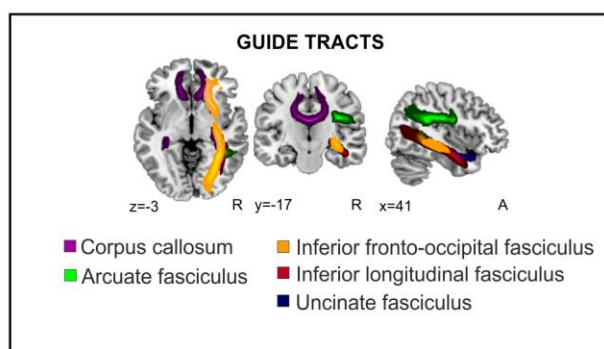 GUIDE TRACTS
z=-3 R y=-17 R x=41 A
Corpus callosum Inferior fronto-occipital fasciculus
Arcuate fasciculus Inferior longitudinal fasciculus
Uncinate fasciculus